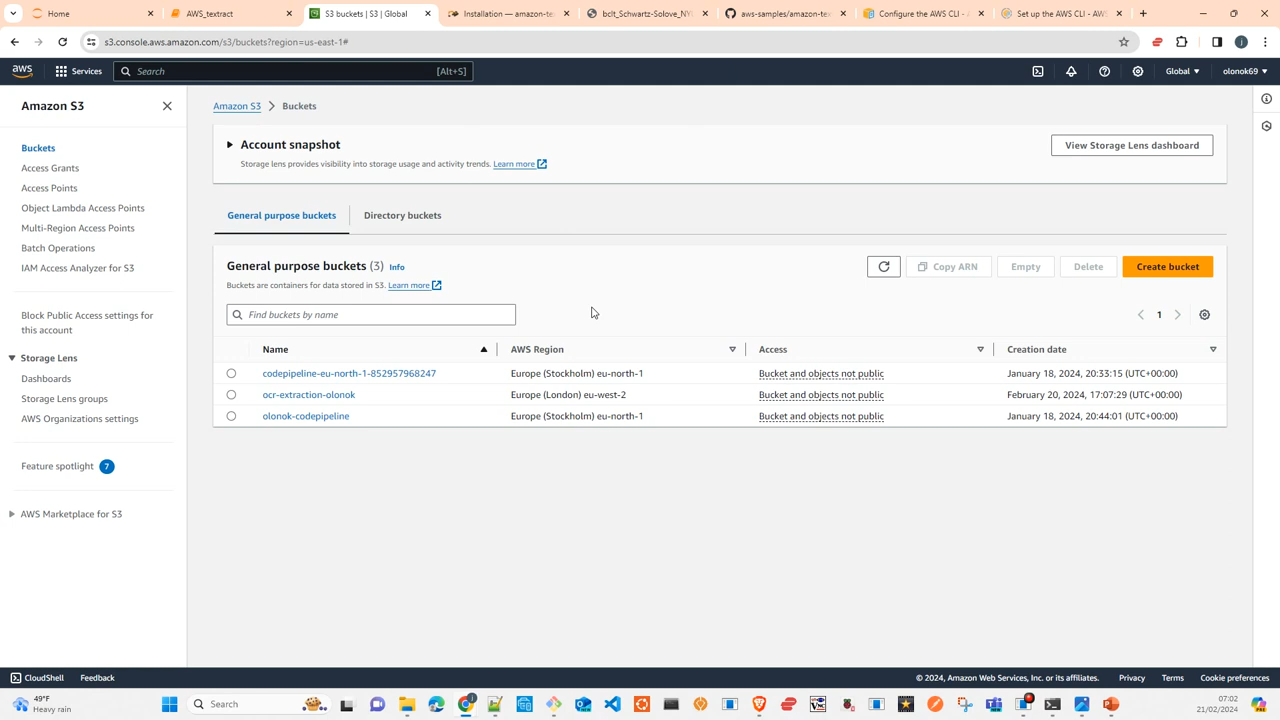 Home
AWS_textract
S3 buckets | S3 | Global
Installation — amazon-te
bclt_Schwartz-Solove_NYU
aws-samples/amazon-tex
Configure the AWS CLI - A
Set up the AWS CLI - AWS
s3.console.aws.amazon.com/s3/buckets?region=us-east-1#
aws
Services
Search
[Alt+S]
Global
olonok69
Amazon S3
Buckets
Access Grants
Access Points
Object Lambda Access Points
Multi-Region Access Points
Batch Operations
IAM Access Analyzer for S3
Block Public Access settings for
this account
Storage Lens
Dashboards
Storage Lens groups
AWS Organizations settings
Feature spotlight 7
AWS Marketplace for S3
Amazon S3 > Buckets
Account snapshot
Storage lens provides visibility into storage usage and activity trends. Learn more
View Storage Lens dashboard
General purpose buckets
Directory buckets
General purpose buckets (3) Info
Buckets are containers for data stored in S3. Learn more
Copy ARN
Empty
Delete
Create bucket
Find buckets by name
1
Name AWS Region Access Creation date
codepipeline-eu-north-1-852957968247 Europe (Stockholm) eu-north-1 Bucket and objects not public January 18, 2024, 20:33:15 (UTC+00:00)
ocr-extraction-olonok Europe (London) eu-west-2 Bucket and objects not public February 20, 2024, 17:07:29 (UTC+00:00)
olonok-codepipeline Europe (Stockholm) eu-north-1 Bucket and objects not public January 18, 2024, 20:44:01 (UTC+00:00)
CloudShell
Feedback
© 2024, Amazon Web Services, Inc. or its affiliates.
Privacy
Terms
Cookie preferences
49°F
Heavy rain
Search
07:02
21/02/2024